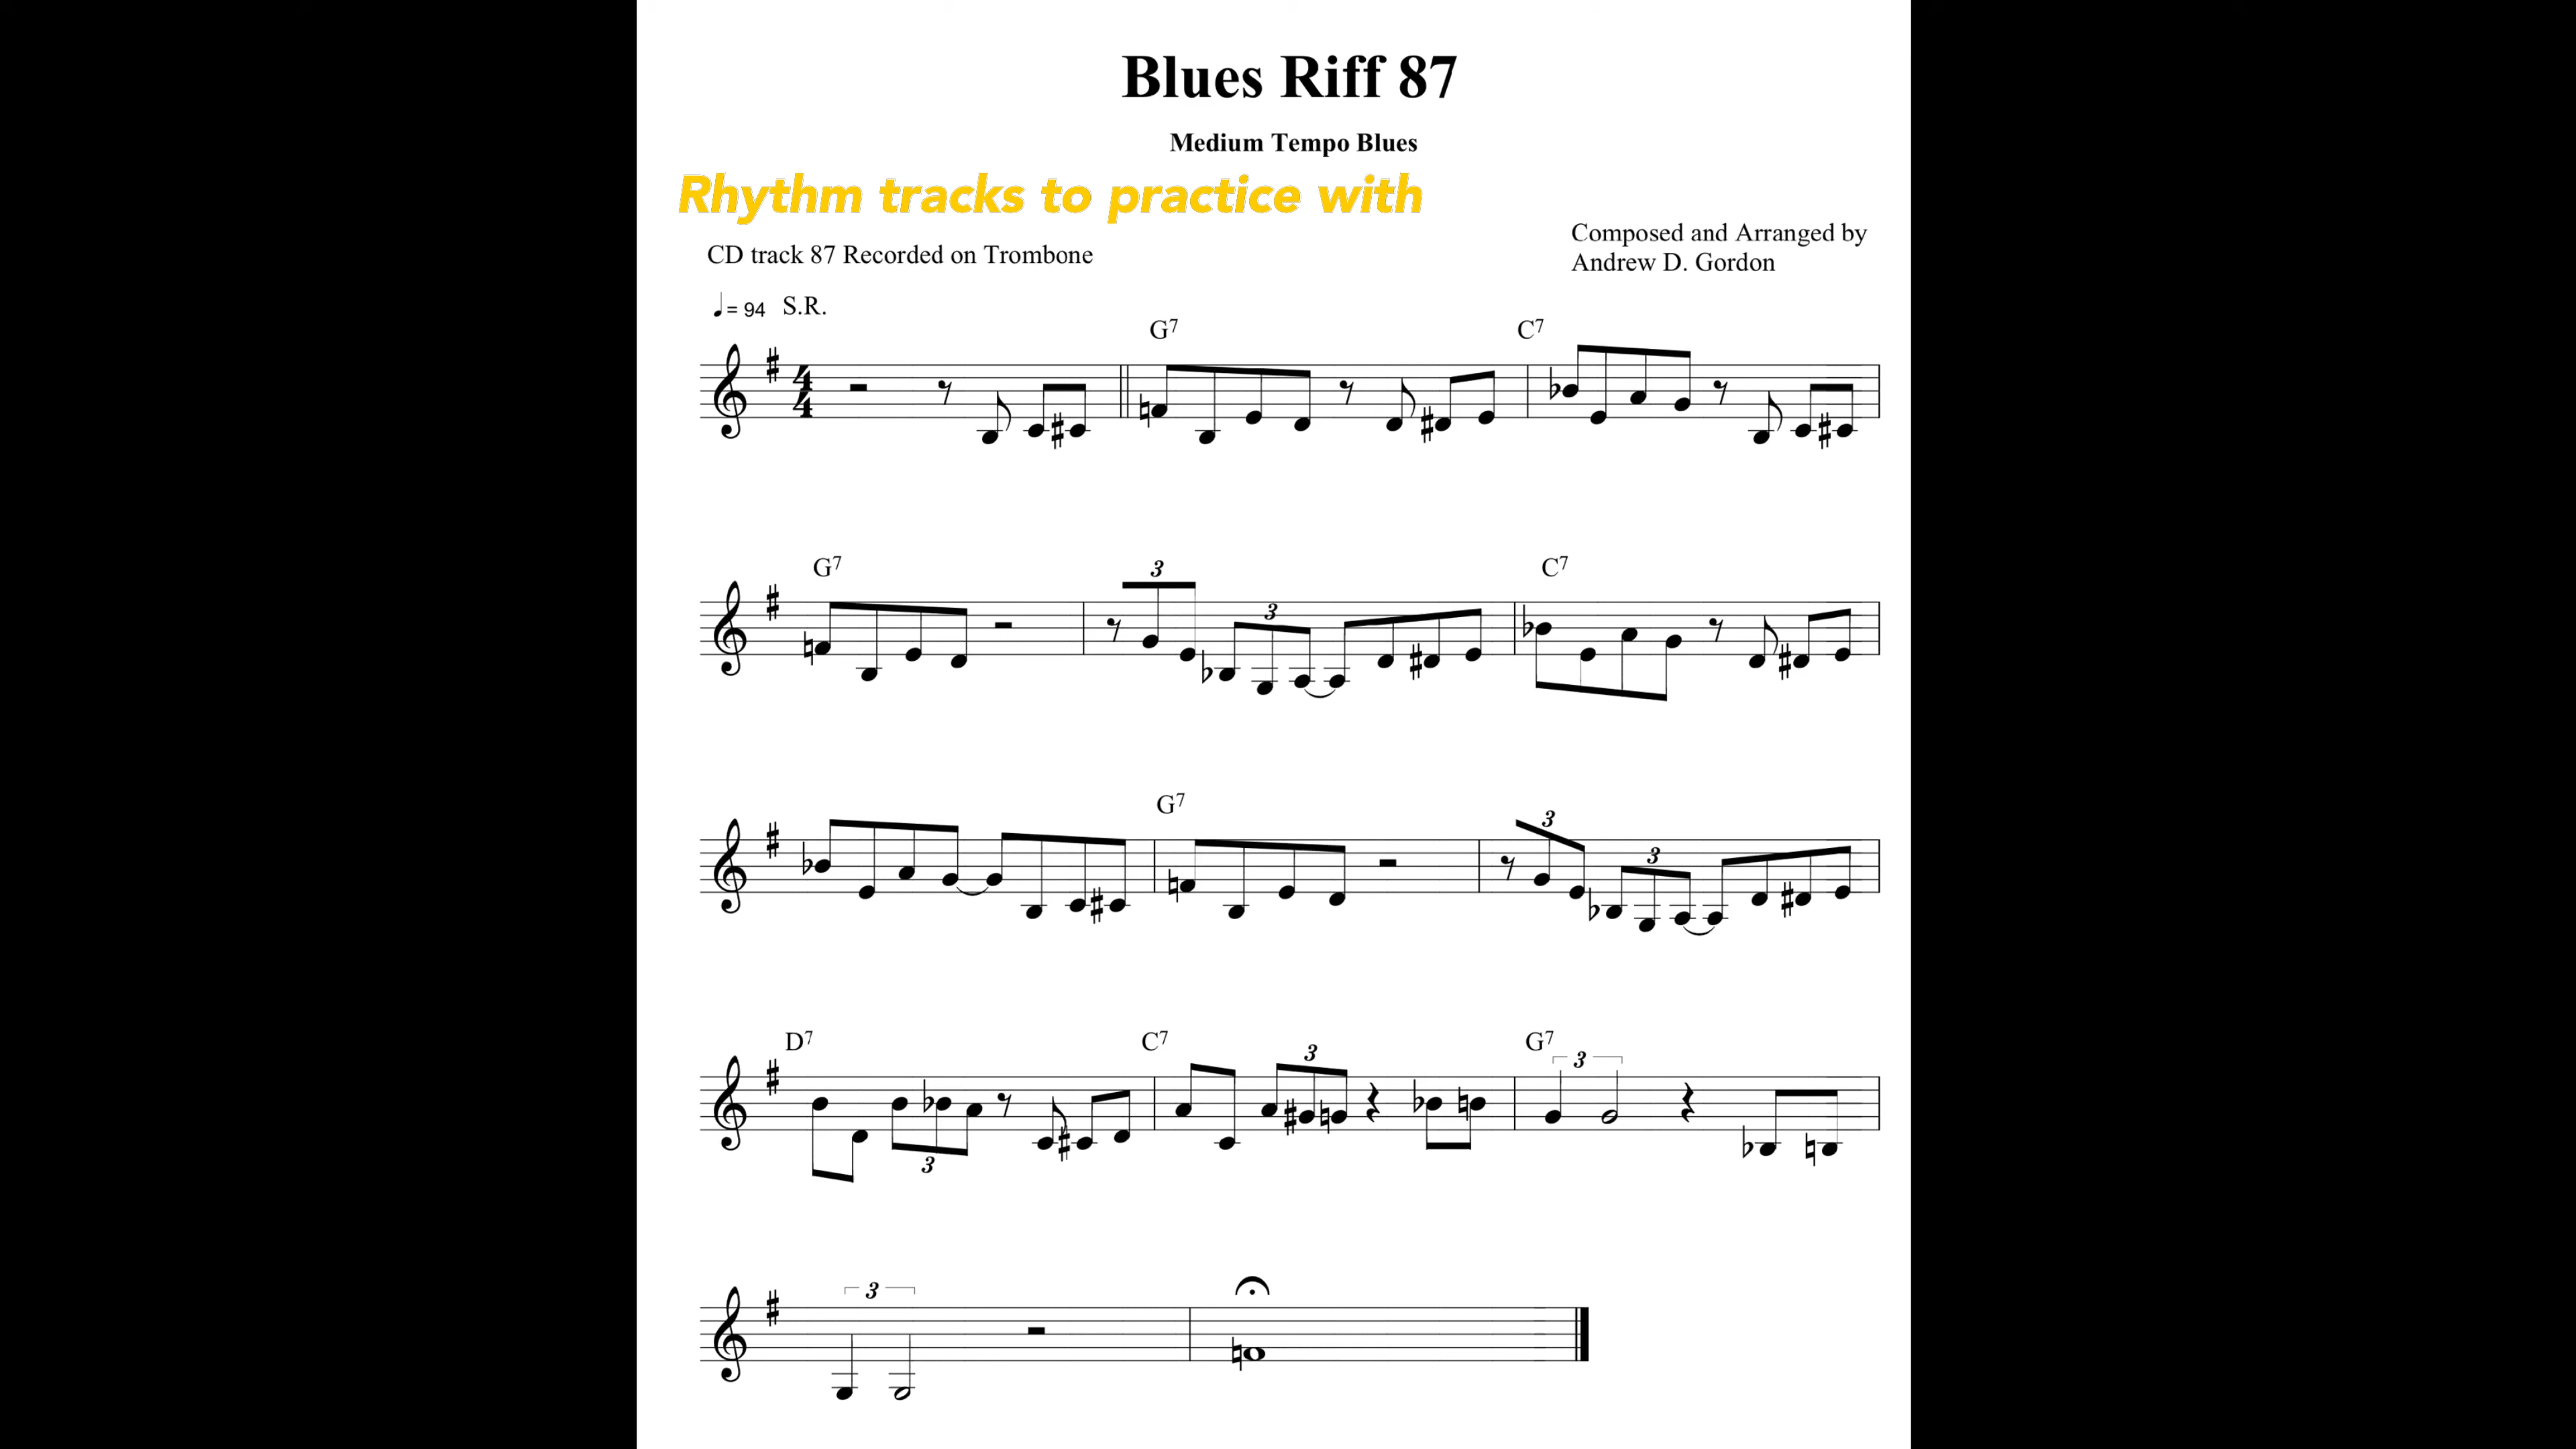 Blues Riff 87
Medium Tempo Blues
Rhythm tracks to practice with
Composed and Arranged by
Andrew D. Gordon
CD track 87 Recorded on Trombone
♩= 94 S.R.
G7 C7
4
4
G7 3 3 C7
G7 3 3
D7 3 C7 3 G7 3
3